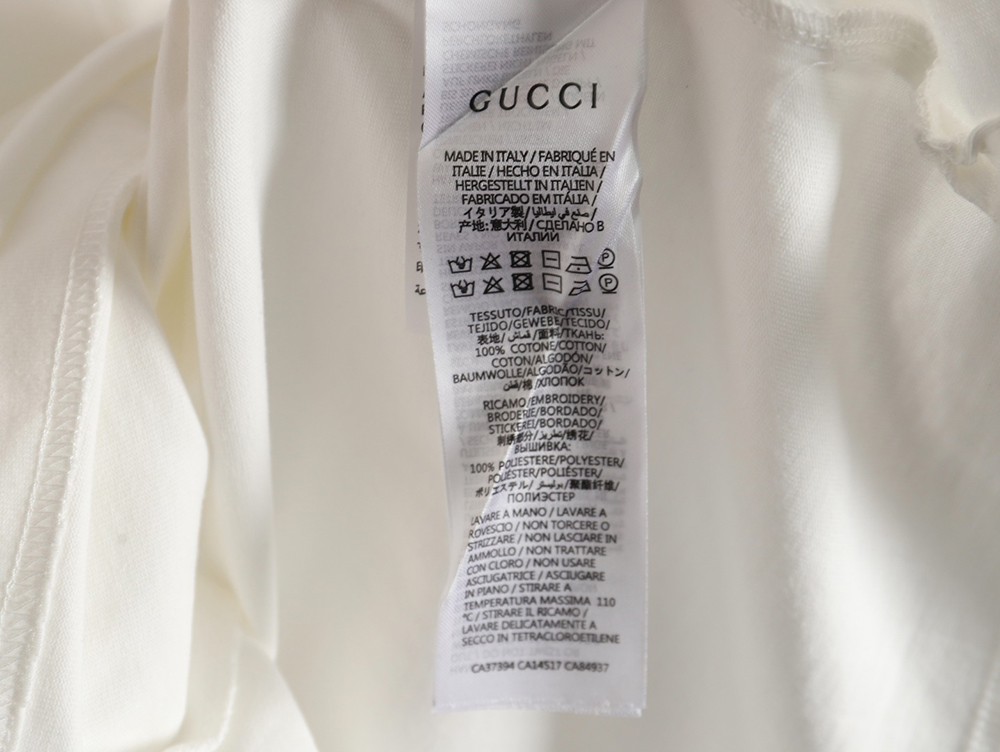 GUCCI
MADE IN ITALY / FABRIQUÉ EN
ITALIE / HECHO EN ITALIA /
HERGESTELLT IN ITALIEN /
FABRICADO EM ITÁLIA /
イタリア製/صنع في ايطاليا/
产地:意大利/ СДЕЛАНО В
ИТАЛИИ
TESSUTO/FABRIC/TISSU/
TEJIDO/GEWEBE/TECIDO/
表地/قماش/面料/ТКАНЬ:
100% COTONE/COTTON/
COTON/ALGODÓN/
BAUMWOLLE/ALGODÃO/コットン/
قطن/棉/ХЛОПОК
RICAMO/EMBROIDERY/
BRODERIE/BORDADO/
STICKEREI/BORDADO/
刺绣部分/تطريز/绣花/
ВЫШИВКА:
100% POLIESTERE/POLYESTER/
POLIÉSTER/POLIÉSTER/
ポリエステル/بوليستر/聚酯纤维/
ПОЛИЭСТЕР
LAVARE A MANO / LAVARE A
ROVESCIO / NON TORCERE O
STRIZZARE / NON LASCIARE IN
AMMOLLO / NON TRATTARE
CON CLORO / NON USARE
ASCIUGATRICE / ASCIUGARE
IN PIANO / STIRARE A
TEMPERATURA MASSIMA 110
°C / STIRARE IL RICAMO /
LAVARE DELICATAMENTE A
SECCO IN TETRACLOROETILENE
CA37394 CA14517 CA84937